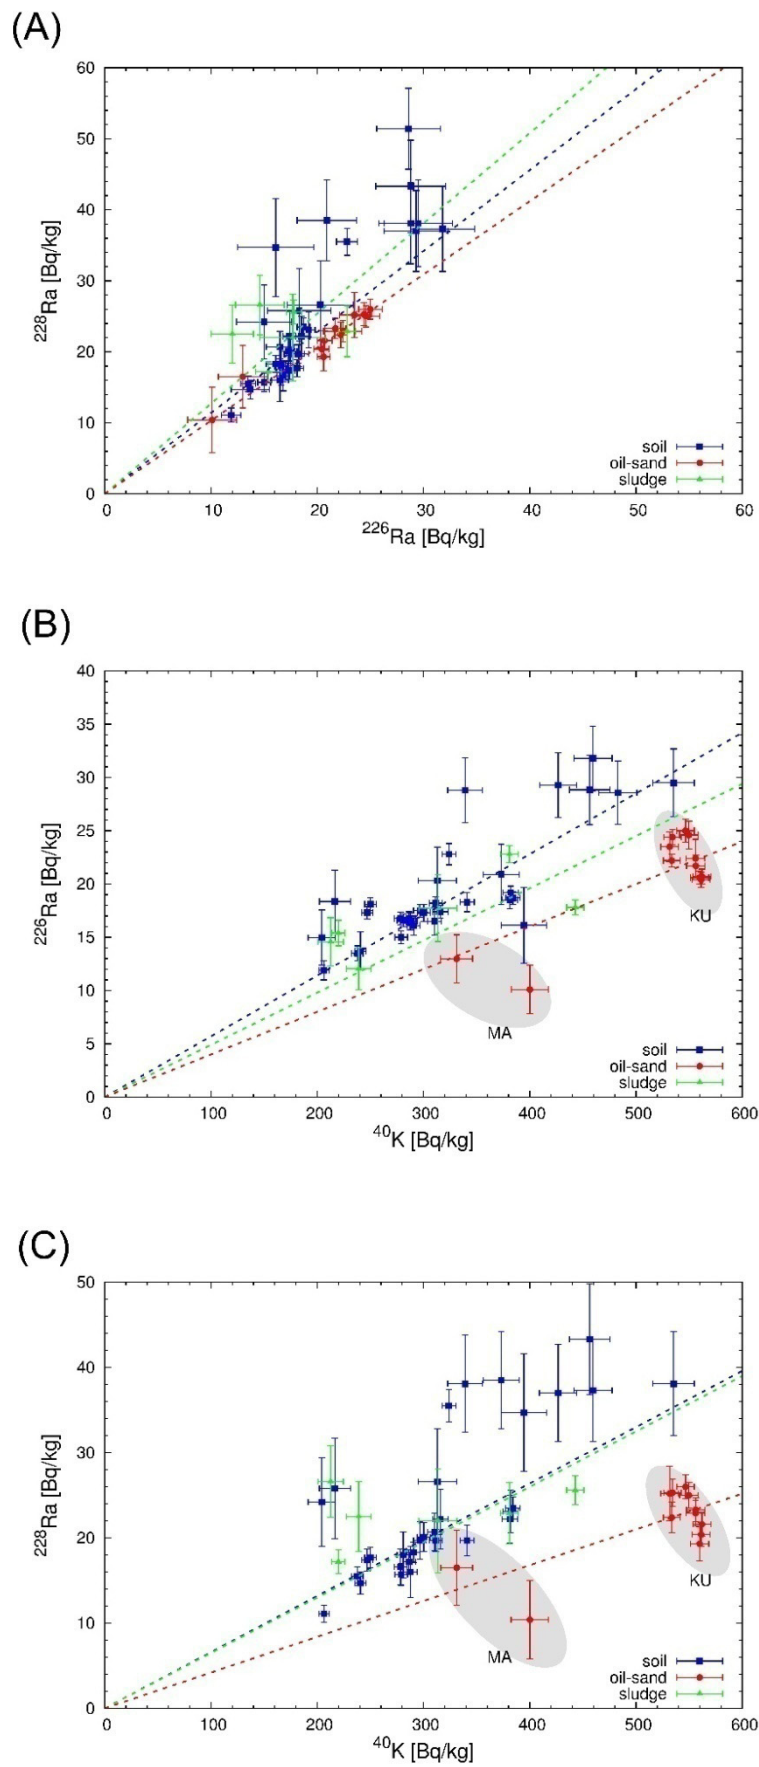 (A)
60
50
40
30
20
10
0
²²⁸Ra [Bq/kg]
soil
oil-sand
sludge
10 20 30 40 50 60
²²⁶Ra [Bq/kg]
(B)
40
35
30
25
20
15
10
5
0
²²⁶Ra [Bq/kg]
KU
MA
soil
oil-sand
sludge
0 100 200 300 400 500 600
⁴⁰K [Bq/kg]
(C)
50
40
30
20
10
0
²²⁸Ra [Bq/kg]
KU
MA
soil
oil-sand
sludge
0 100 200 300 400 500 600
⁴⁰K [Bq/kg]